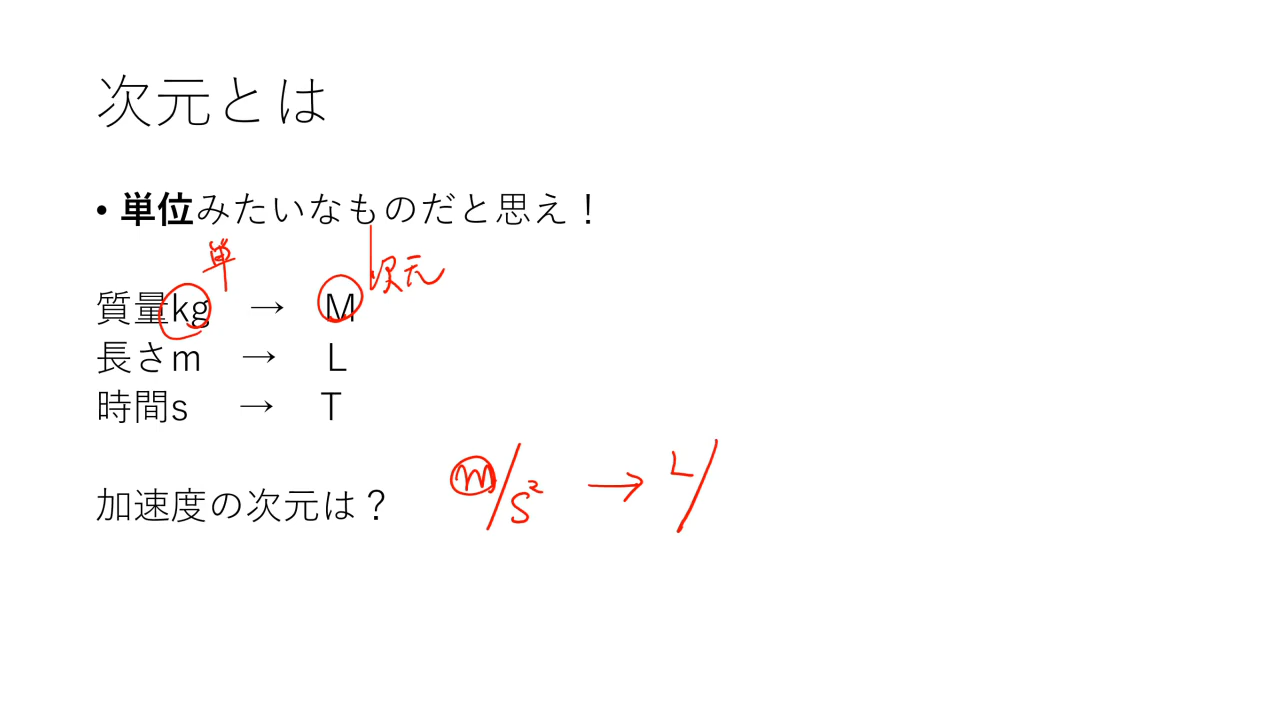 次元とは
• 単位みたいなものだと思え！
単
次元
質量kg → M
長さm → L
時間s → T
加速度の次元は？ m/s² → L/